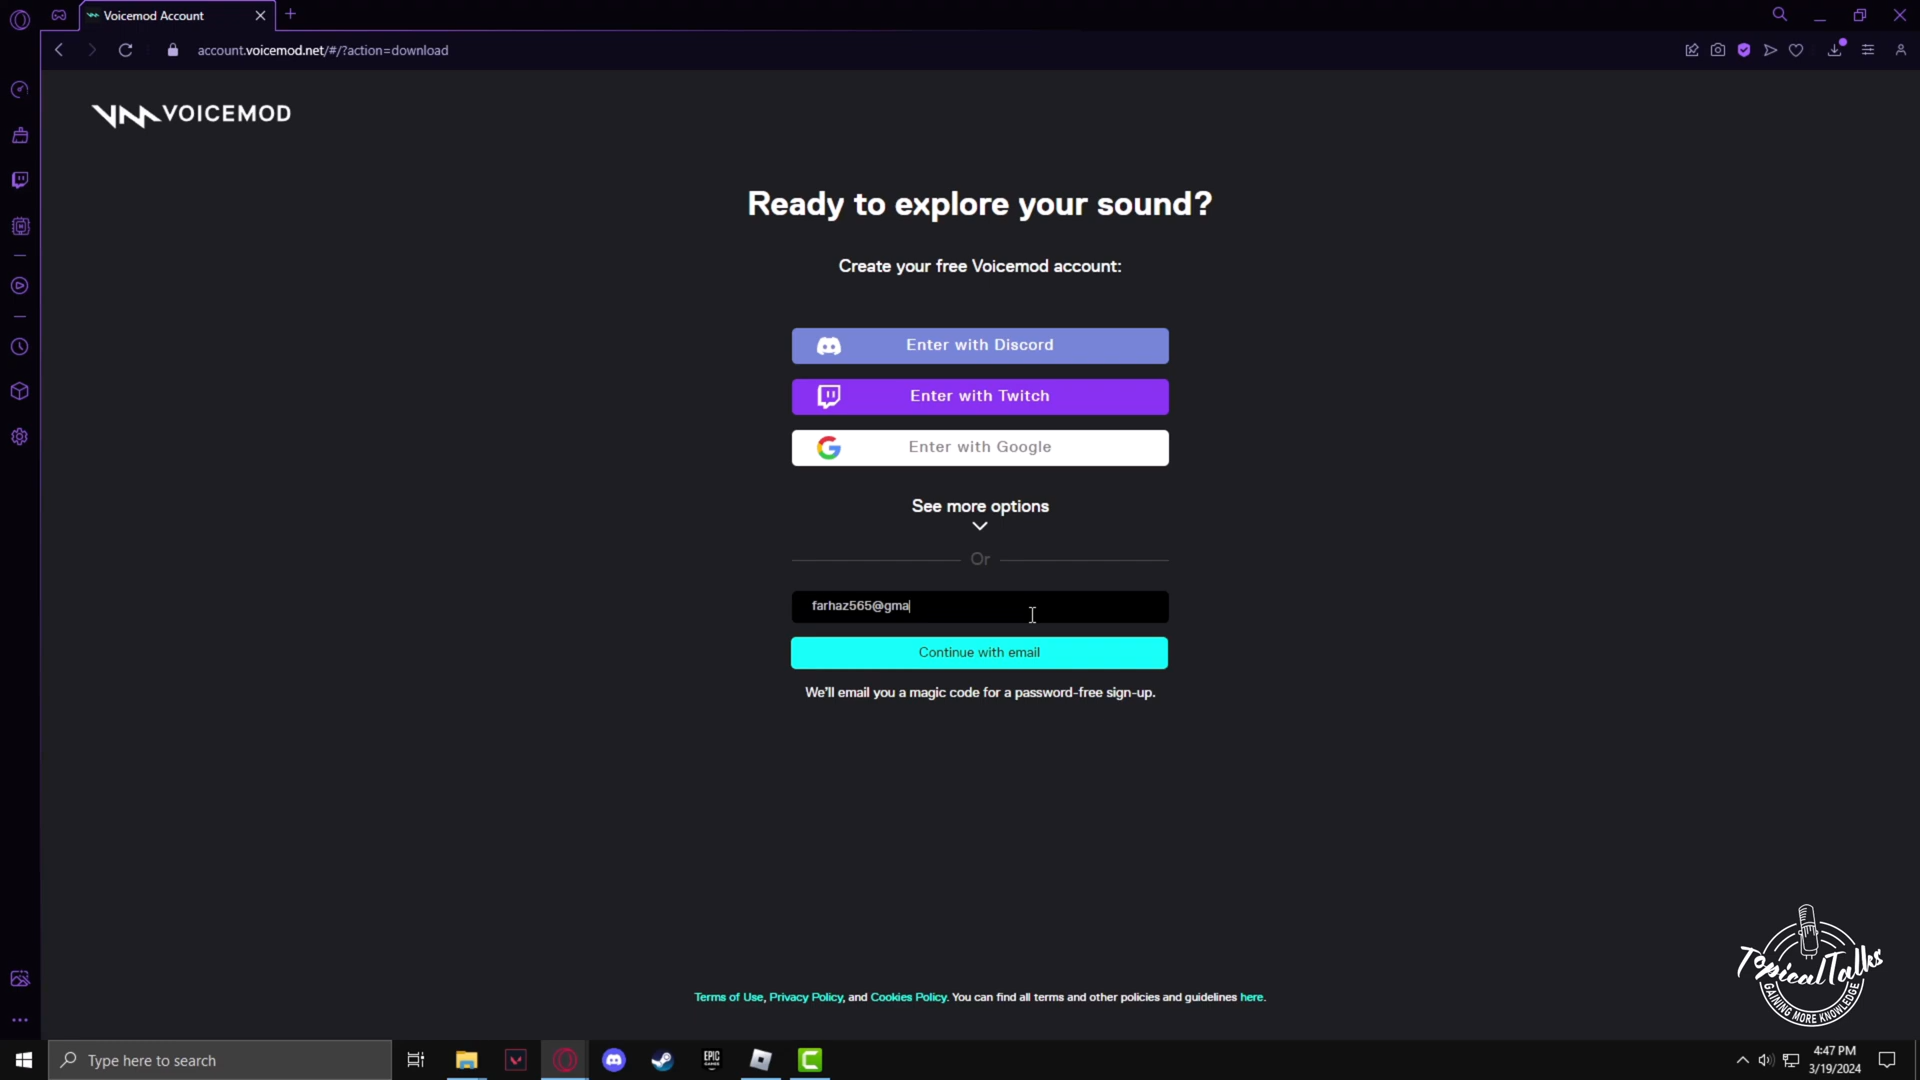 Voicemod Account
account.voicemod.net/#/?action=download
VOICEMOD
Ready to explore your sound?
Create your free Voicemod account:
Enter with Discord
Enter with Twitch
Enter with Google
See more options
Or
farhaz565@gma
Continue with email
We'll email you a magic code for a password-free sign-up.
Terms of Use, Privacy Policy, and Cookies Policy. You can find all terms and other policies and guidelines here.
TopicalTalks
GAINING MORE KNOWLEDGE
Type here to search
EPIC
GAMES
4:47 PM
3/19/2024